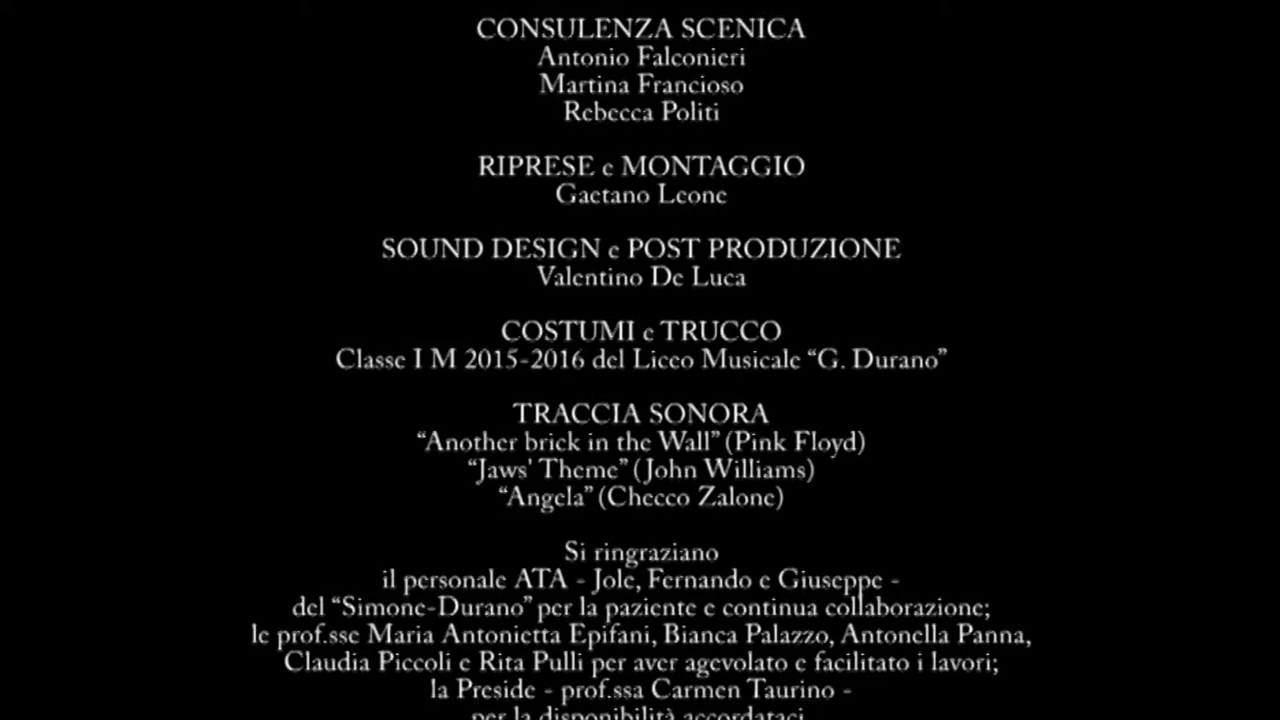 CONSULENZA SCENICA
Antonio Falconieri
Martina Francioso
Rebecca Politi
RIPRESE e MONTAGGIO
Gaetano Leone
SOUND DESIGN e POST PRODUZIONE
Valentino De Luca
COSTUMI e TRUCCO
Classe I M 2015-2016 del Liceo Musicale “G. Durano”
TRACCIA SONORA
“Another brick in the Wall” (Pink Floyd)
“Jaws' Theme” (John Williams)
“Angela” (Checco Zalone)
Si ringraziano
il personale ATA - Jole, Fernando e Giuseppe -
del “Simone-Durano” per la paziente e continua collaborazione;
le prof.sse Maria Antonietta Epifani, Bianca Palazzo, Antonella Panna,
Claudia Piccoli e Rita Pulli per aver agevolato e facilitato i lavori;
la Preside - prof.ssa Carmen Taurino -
per la disponibilità accordataci